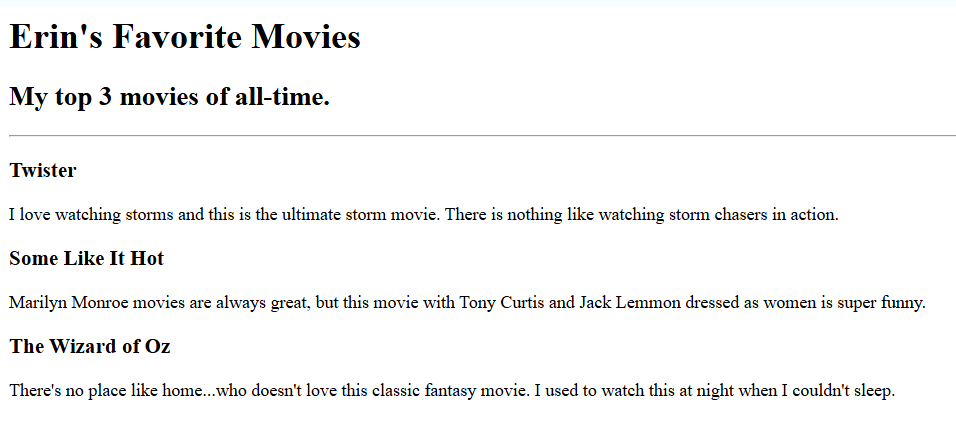 Erin's Favorite Movies
My top 3 movies of all-time.
Twister
I love watching storms and this is the ultimate storm movie. There is nothing like watching storm chasers in action.
Some Like It Hot
Marilyn Monroe movies are always great, but this movie with Tony Curtis and Jack Lemmon dressed as women is super funny.
The Wizard of Oz
There's no place like home...who doesn't love this classic fantasy movie. I used to watch this at night when I couldn't sleep.